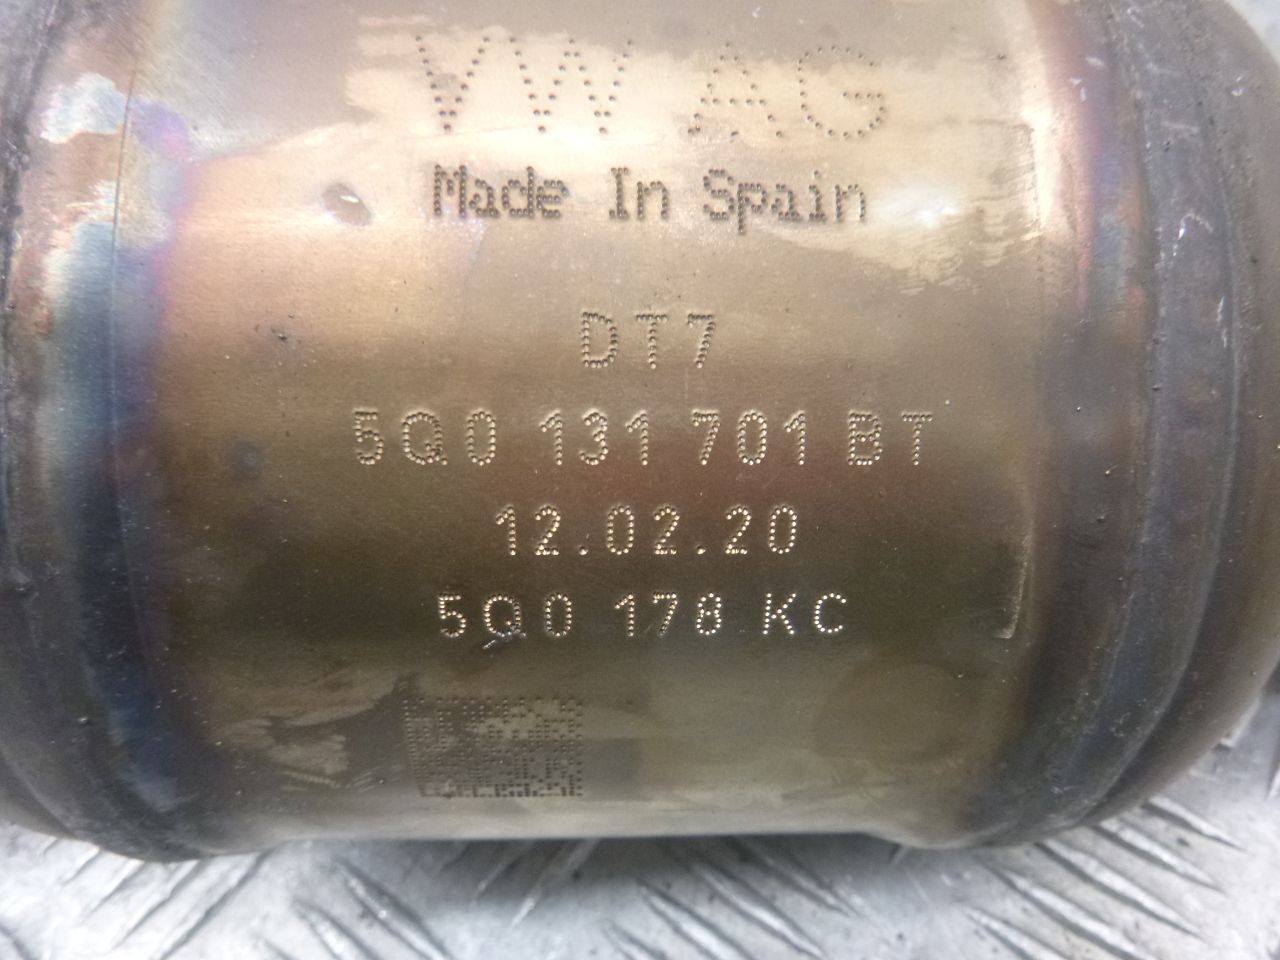 VW AG
Made In Spain
DT7
5Q0 131 701 BT
12.02.20
5Q0 178 KC